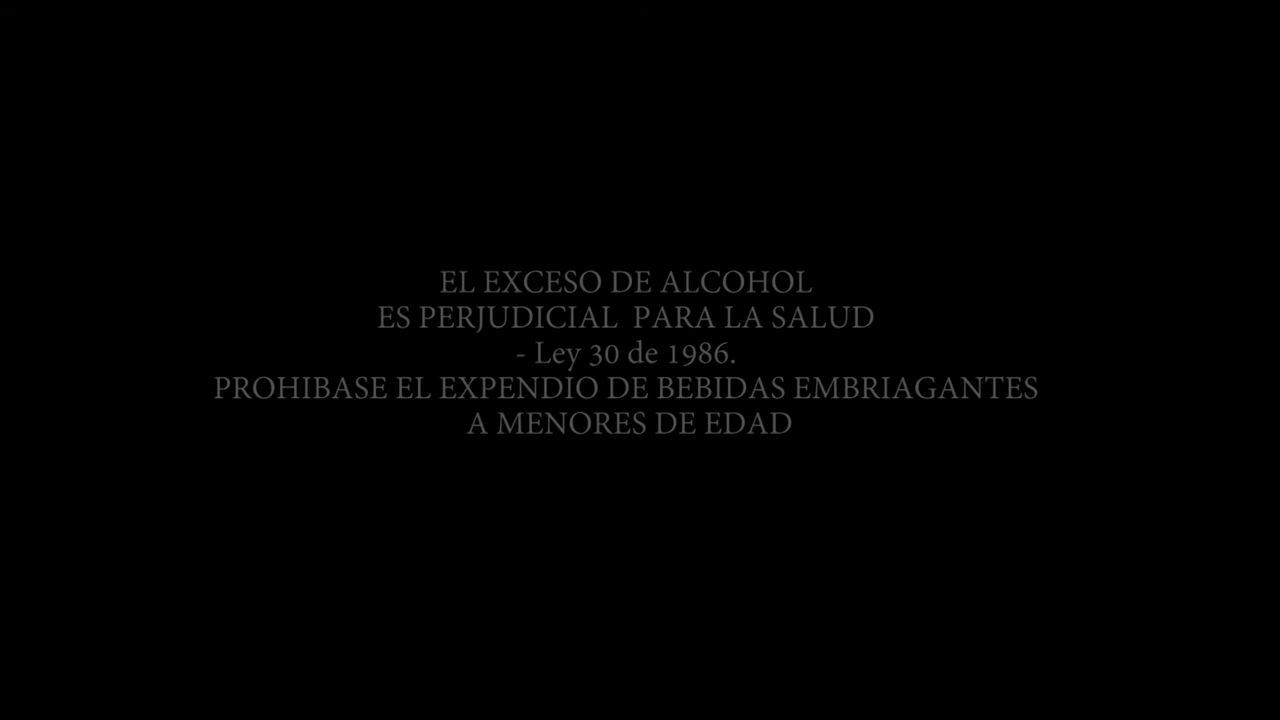 EL EXCESO DE ALCOHOL
ES PERJUDICIAL PARA LA SALUD
- Ley 30 de 1986.
PROHIBASE EL EXPENDIO DE BEBIDAS EMBRIAGANTES
A MENORES DE EDAD